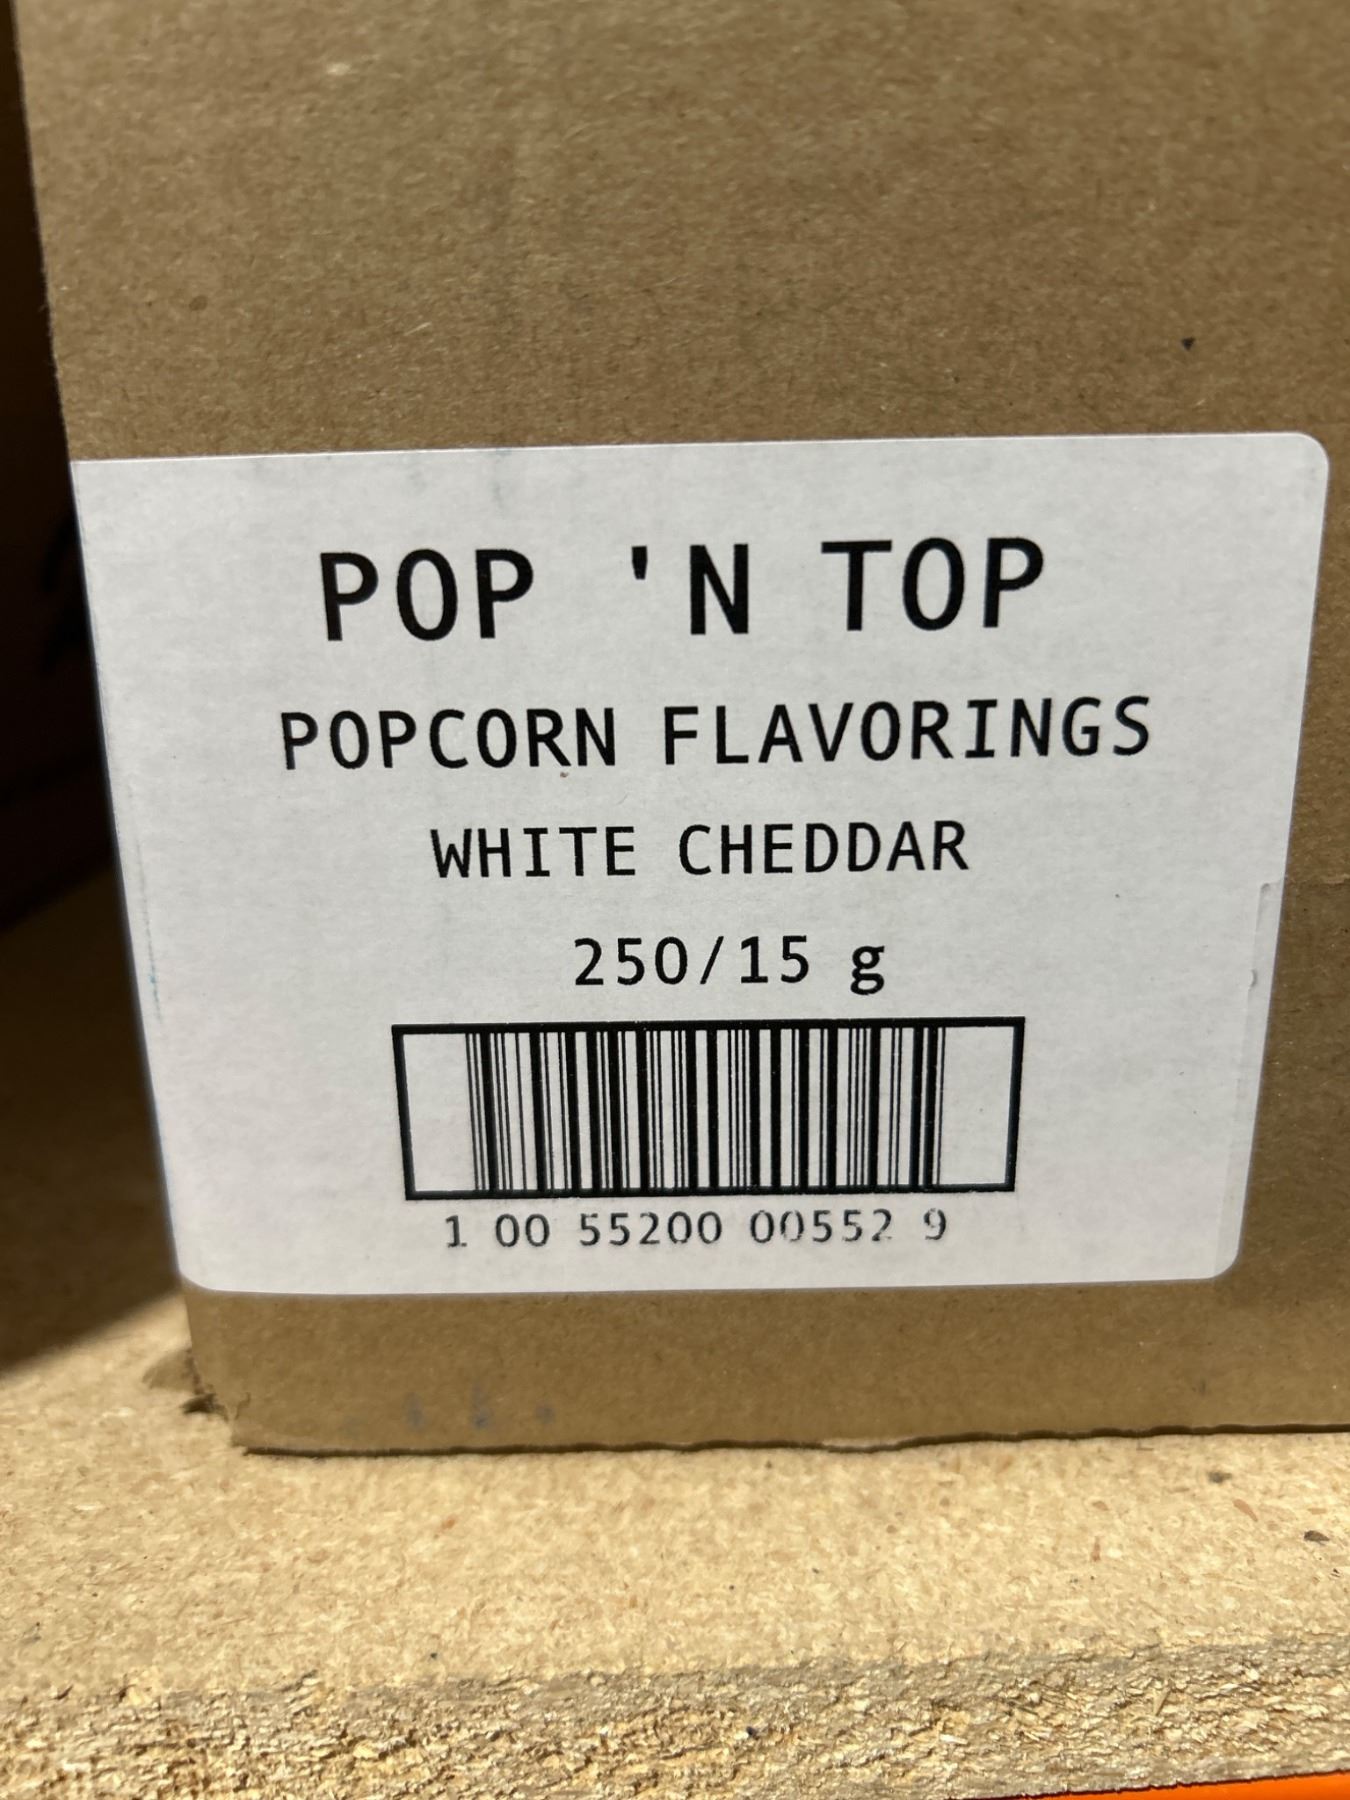 POP 'N TOP
POPCORN FLAVORINGS
WHITE CHEDDAR
250/15 g
1 00 55200 00552 9